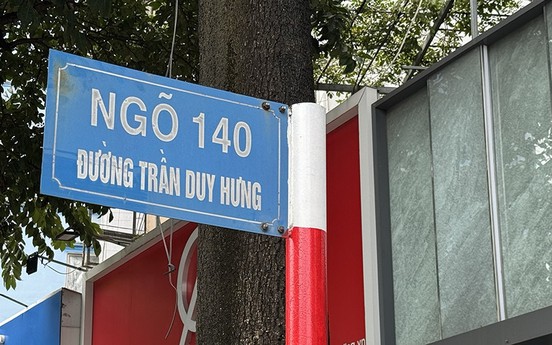 NGÕ 140
ĐƯỜNG TRẦN DUY HƯNG